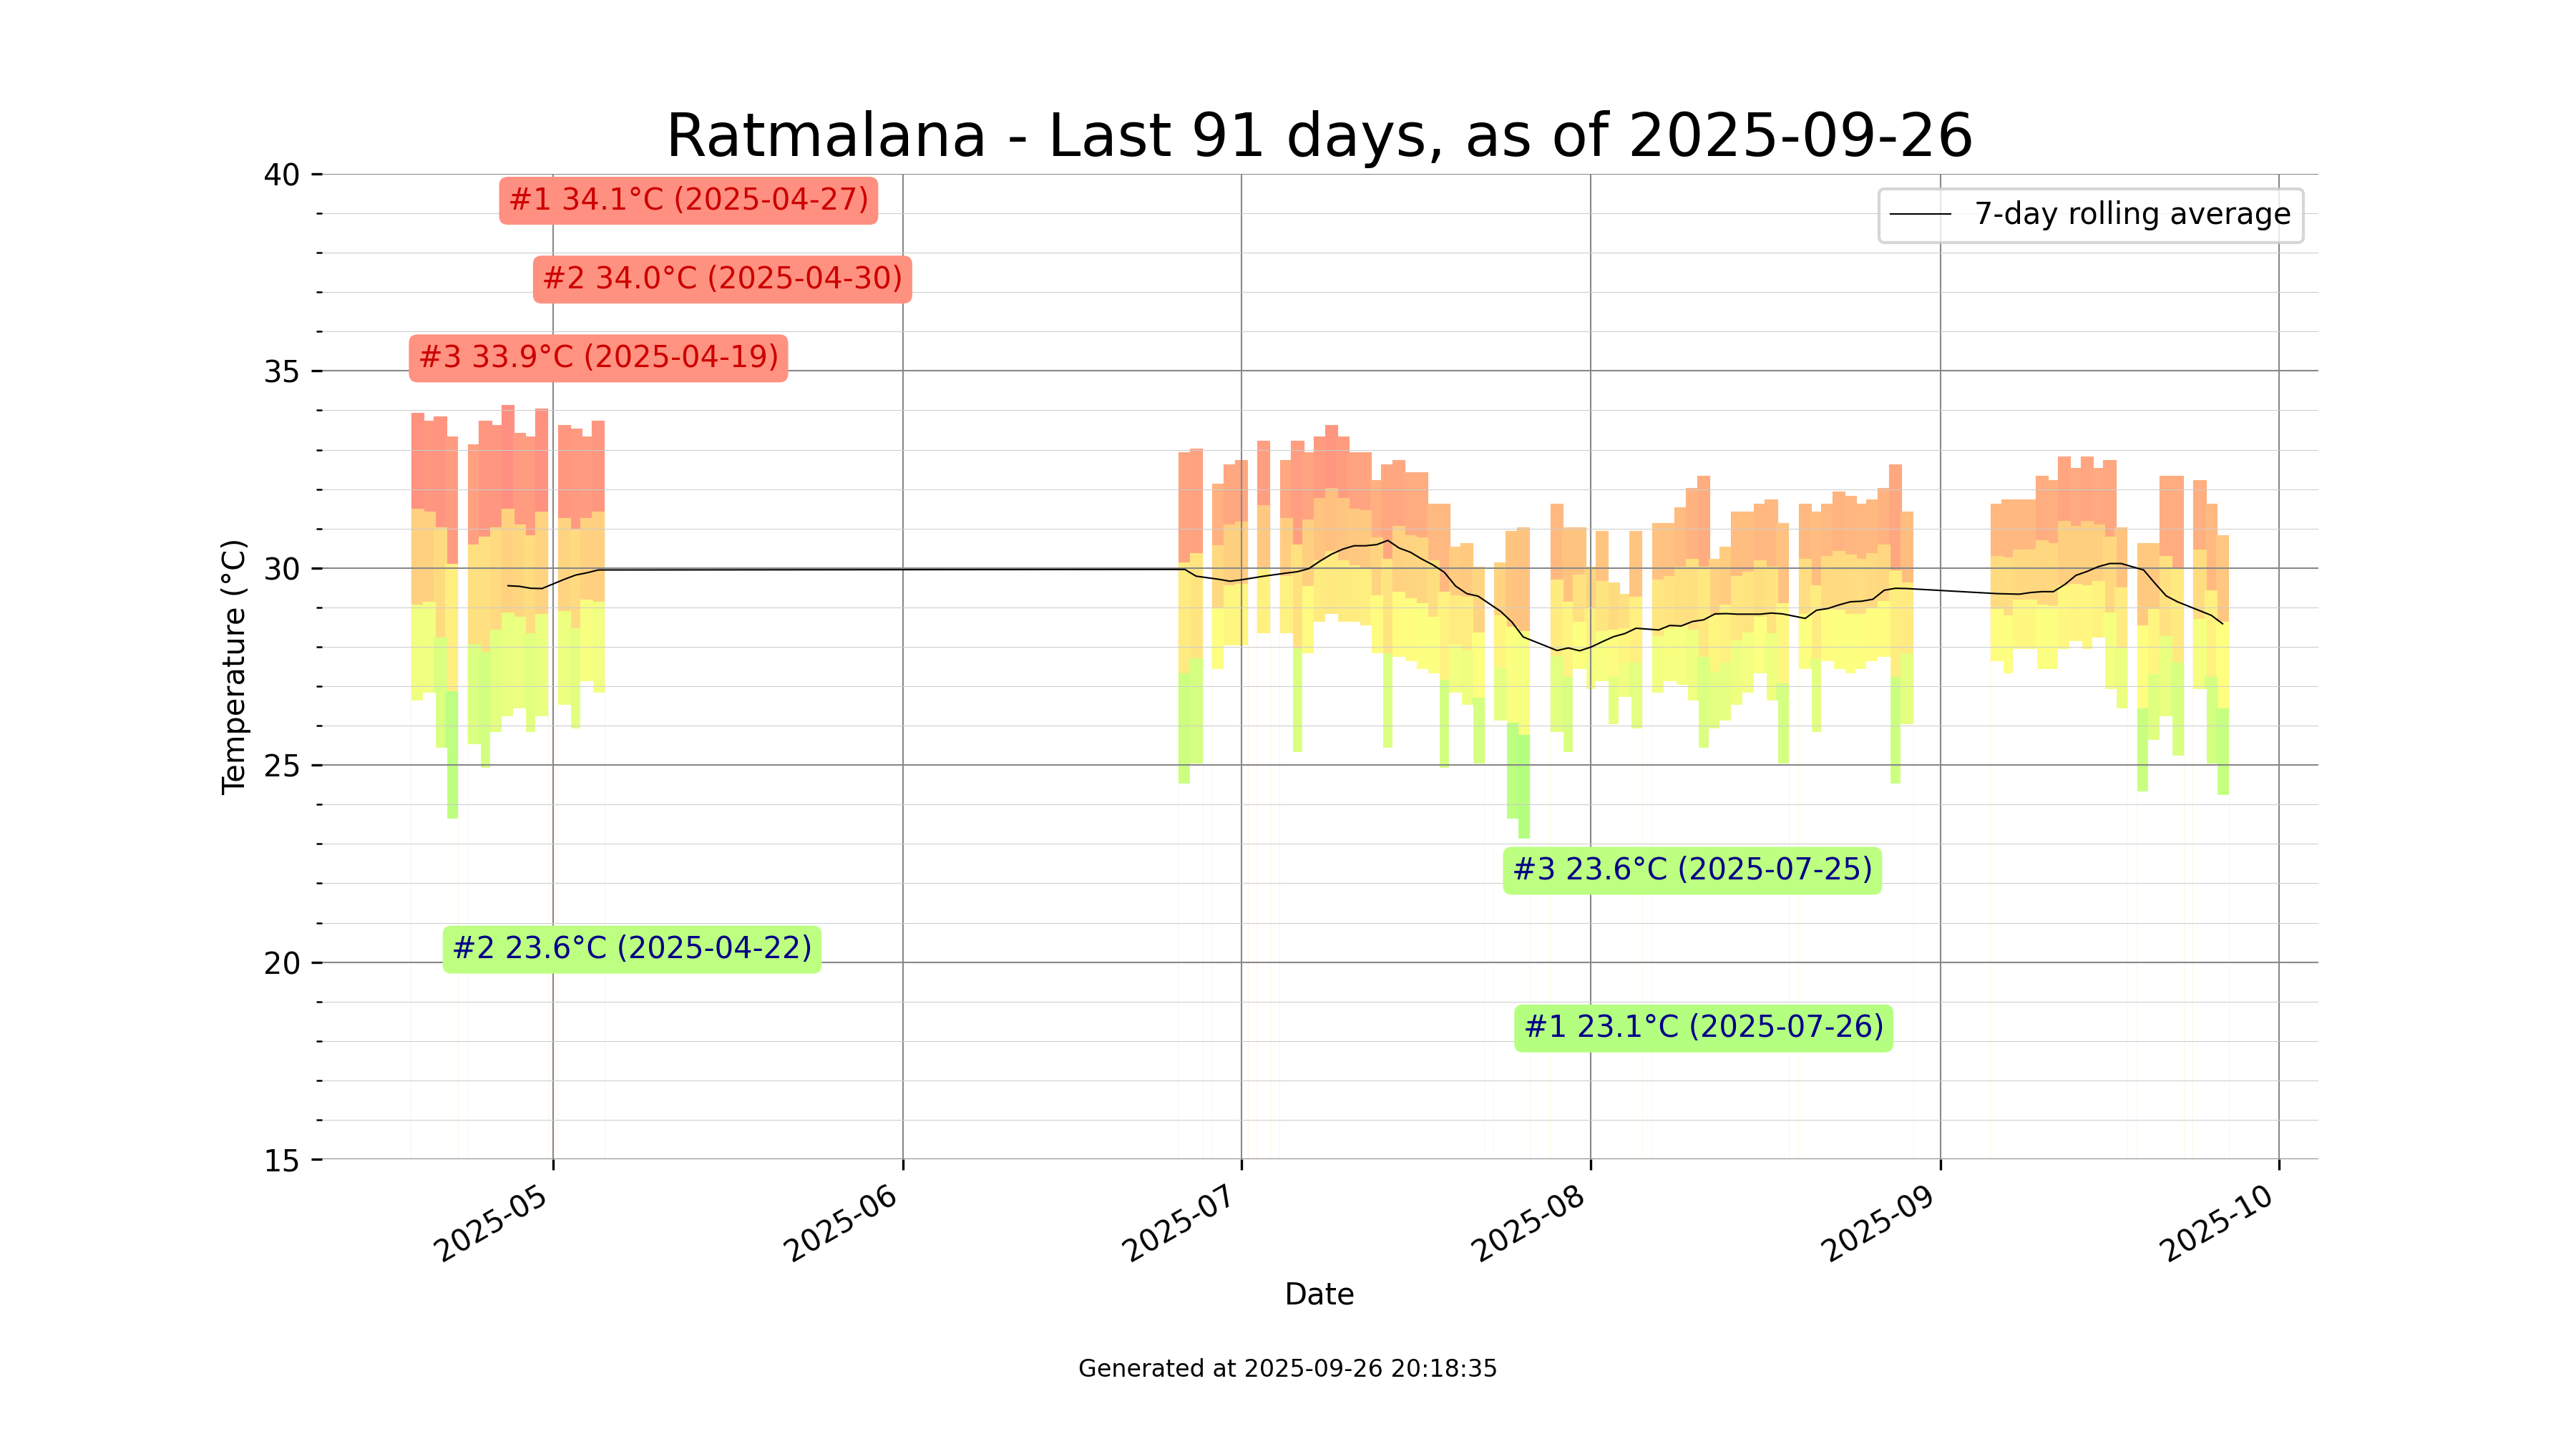 Ratmalana - Last 91 days, as of 2025-09-26
40
#1 34.1°C (2025-04-27)
7-day rolling average
#2 34.0°C (2025-04-30)
#3 33.9°C (2025-04-19)
35
30
Temperature (°C)
25
#3 23.6°C (2025-07-25)
#2 23.6°C (2025-04-22)
20
#1 23.1°C (2025-07-26)
15
2025-05
2025-06
2025-07
2025-08
2025-09
2025-10
Date
Generated at 2025-09-26 20:18:35